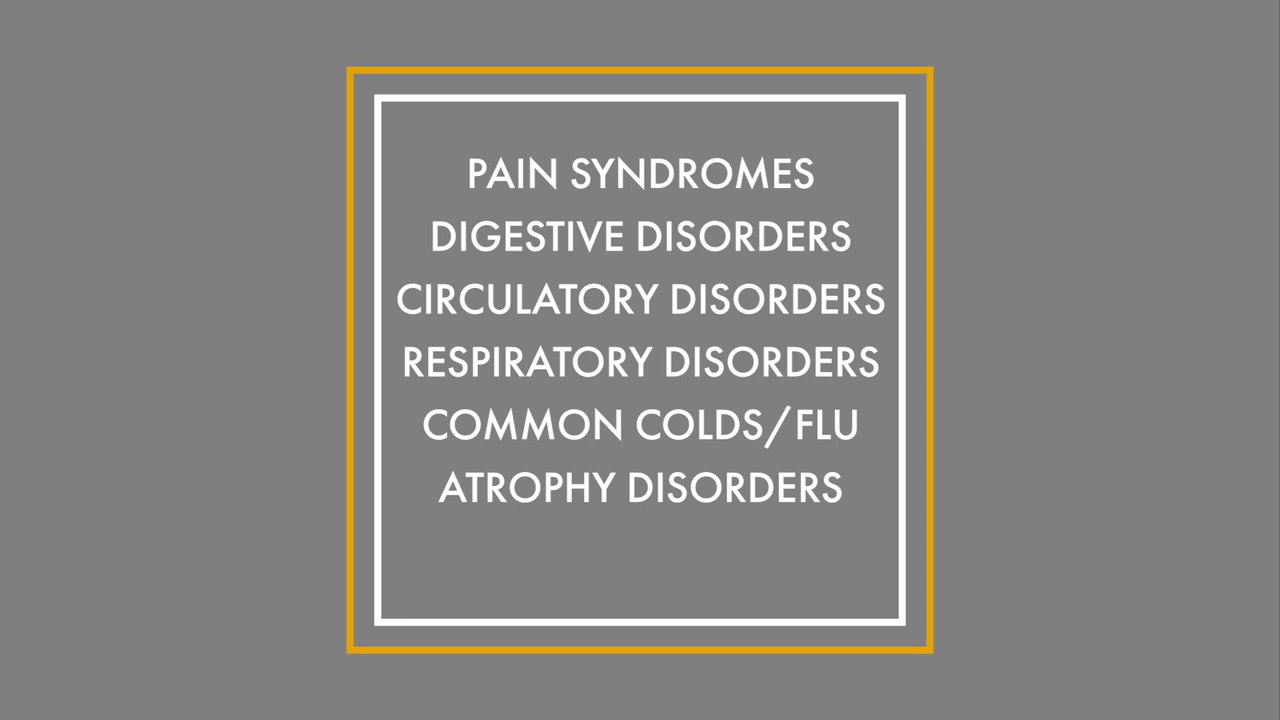 PAIN SYNDROMES
DIGESTIVE DISORDERS
CIRCULATORY DISORDERS
RESPIRATORY DISORDERS
COMMON COLDS/FLU
ATROPHY DISORDERS